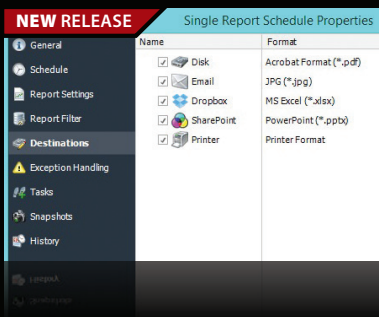 NEW RELEASE
Single Report Schedule Properties
General
Schedule
Report Settings
Report Filter
Destinations
Exception Handling
Tasks
Snapshots
History
Name Format
Disk Acrobat Format (*.pdf)
Email JPG (*.jpg)
Dropbox MS Excel (*.xlsx)
SharePoint PowerPoint (*.pptx)
Printer Printer Format